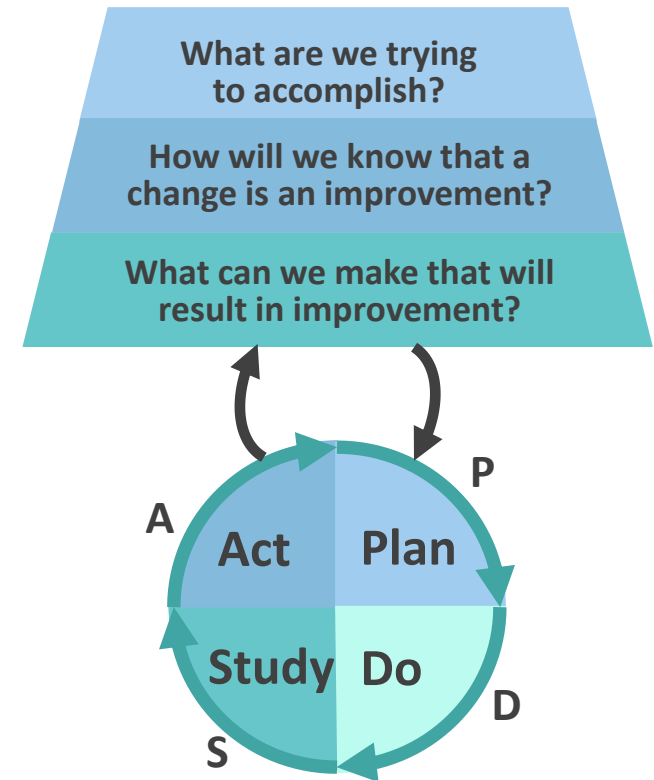 What are we trying
to accomplish?
How will we know that a
change is an improvement?
What can we make that will
result in improvement?
P
A
Act
Plan
Study
Do
D
S